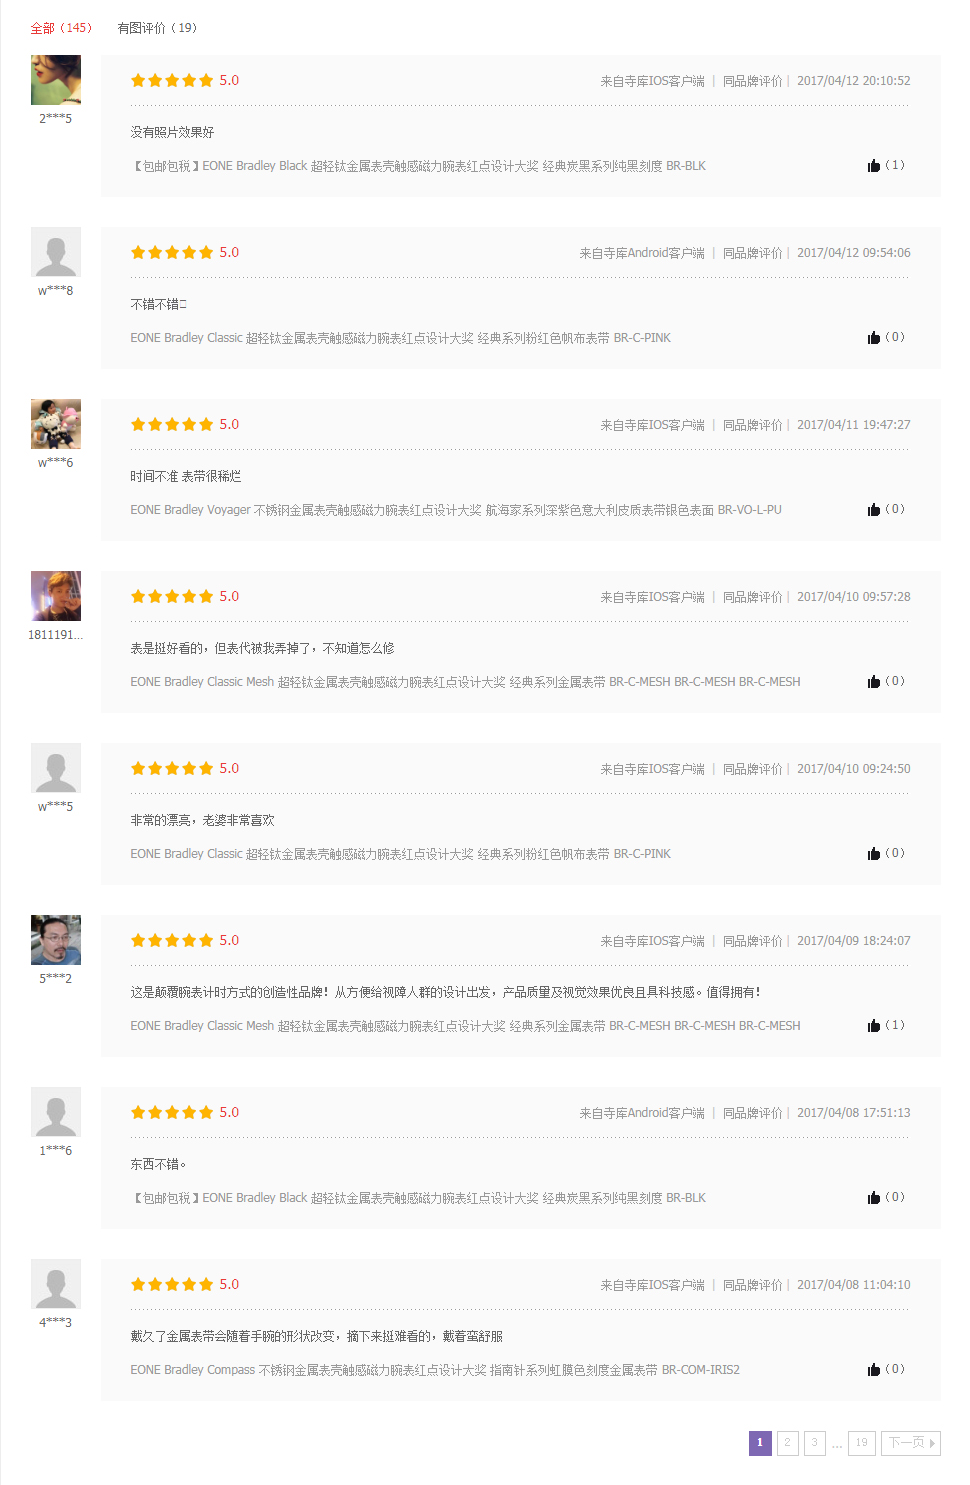 全部（145） 有图评价（19）
5.0 来自寺库IOS客户端 | 同品牌评价 | 2017/04/12 20:10:52
2***5
没有照片效果好
【包邮包税】EONE Bradley Black 超轻钛金属表壳触感磁力腕表红点设计大奖 经典炭黑系列纯黑刻度 BR-BLK （1）
5.0 来自寺库Android客户端 | 同品牌评价 | 2017/04/12 09:54:06
w***8
不错不错
EONE Bradley Classic 超轻钛金属表壳触感磁力腕表红点设计大奖 经典系列粉红色帆布表带 BR-C-PINK （0）
5.0 来自寺库IOS客户端 | 同品牌评价 | 2017/04/11 19:47:27
w***6
时间不准 表带很稀烂
EONE Bradley Voyager 不锈钢金属表壳触感磁力腕表红点设计大奖 航海家系列深紫色意大利皮质表带银色表面 BR-VO-L-PU （0）
5.0 来自寺库IOS客户端 | 同品牌评价 | 2017/04/10 09:57:28
1811191...
表是挺好看的，但表代被我弄掉了，不知道怎么修
EONE Bradley Classic Mesh 超轻钛金属表壳触感磁力腕表红点设计大奖 经典系列金属表带 BR-C-MESH BR-C-MESH BR-C-MESH （0）
5.0 来自寺库IOS客户端 | 同品牌评价 | 2017/04/10 09:24:50
w***5
非常的漂亮，老婆非常喜欢
EONE Bradley Classic 超轻钛金属表壳触感磁力腕表红点设计大奖 经典系列粉红色帆布表带 BR-C-PINK （0）
5.0 来自寺库IOS客户端 | 同品牌评价 | 2017/04/09 18:24:07
5***2
这是颠覆腕表计时方式的创造性品牌！从方便给视障人群的设计出发，产品质量及视觉效果优良且具科技感。值得拥有！
EONE Bradley Classic Mesh 超轻钛金属表壳触感磁力腕表红点设计大奖 经典系列金属表带 BR-C-MESH BR-C-MESH BR-C-MESH （1）
5.0 来自寺库Android客户端 | 同品牌评价 | 2017/04/08 17:51:13
1***6
东西不错。
【包邮包税】EONE Bradley Black 超轻钛金属表壳触感磁力腕表红点设计大奖 经典炭黑系列纯黑刻度 BR-BLK （0）
5.0 来自寺库IOS客户端 | 同品牌评价 | 2017/04/08 11:04:10
4***3
戴久了金属表带会随着手腕的形状改变，摘下来挺难看的，戴着蛮舒服
EONE Bradley Compass 不锈钢金属表壳触感磁力腕表红点设计大奖 指南针系列虹膜色刻度金属表带 BR-COM-IRIS2 （0）
1 2 3 ... 19 下一页